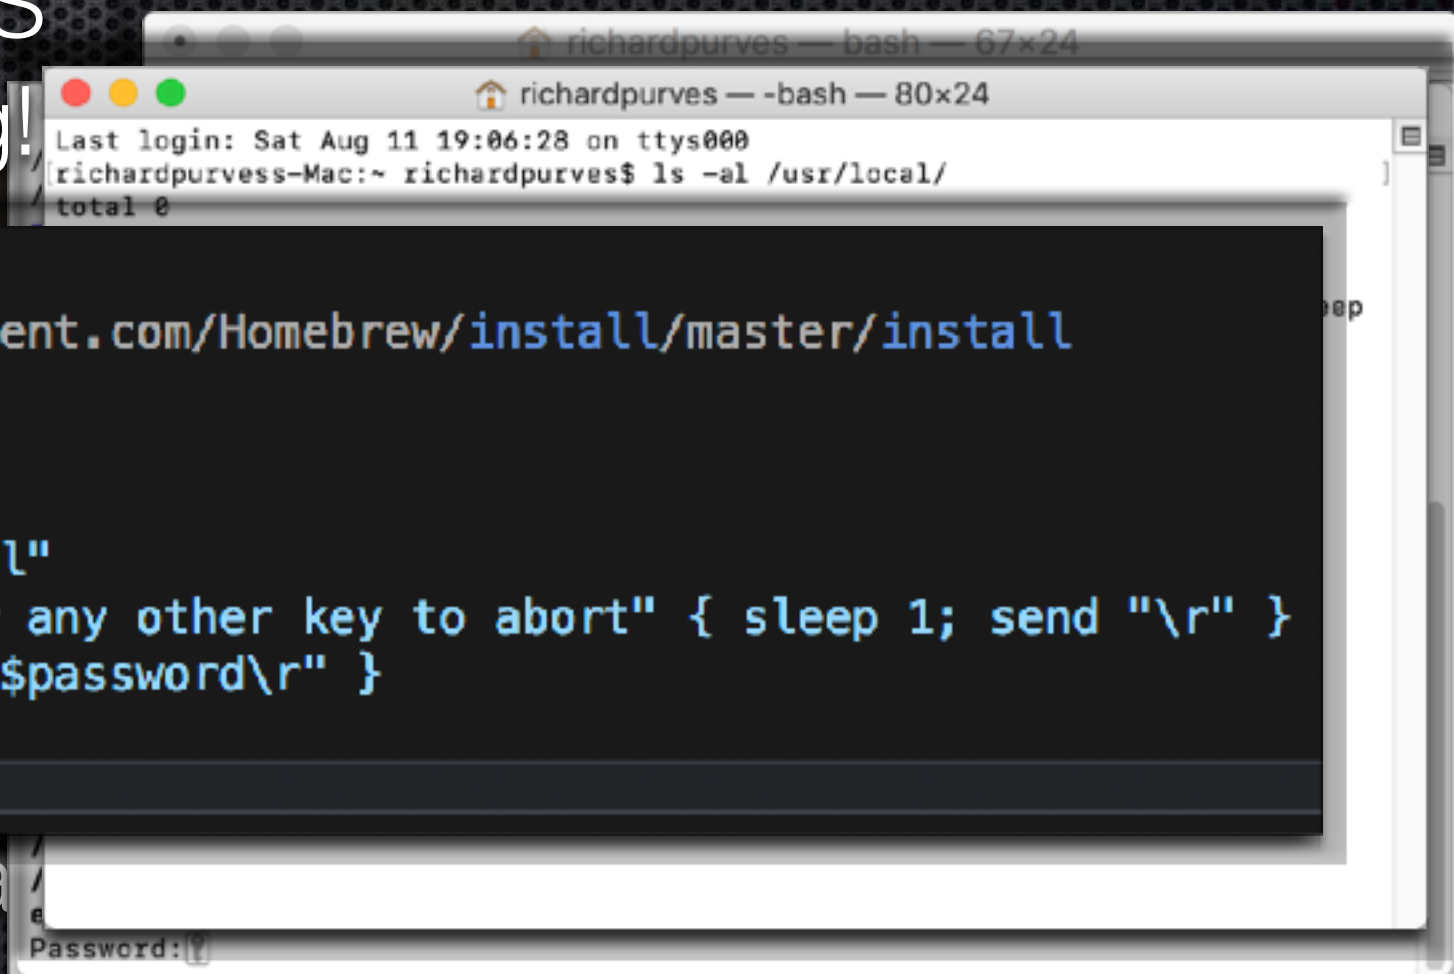 S
richardpurves — bash — 67×24
richardpurves — -bash — 80×24
g!
Last login: Sat Aug 11 19:06:28 on ttys000
[richardpurvess-Mac:~ richardpurves$ ls -al /usr/local/ ]
total 0
eep
ent.com/Homebrew/install/master/install
l"
any other key to abort" { sleep 1; send "\r" }
$password\r" }
/
/
e
Password: